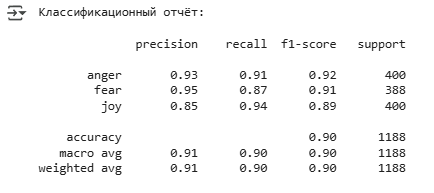 Классификационный отчёт:
precision recall f1-score support
anger 0.93 0.91 0.92 400
fear 0.95 0.87 0.91 388
joy 0.85 0.94 0.89 400
accuracy 0.90 1188
macro avg 0.91 0.90 0.90 1188
weighted avg 0.91 0.90 0.90 1188